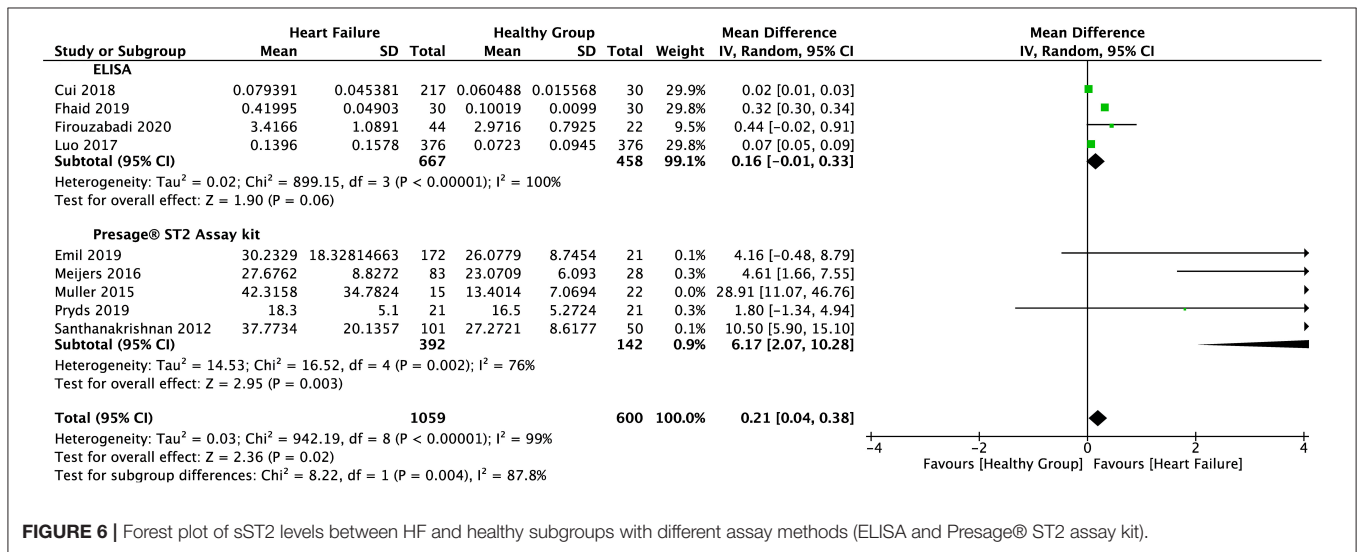 Heart Failure Healthy Group Mean Difference Mean Difference
Study or Subgroup Mean SD Total Mean SD Total Weight IV, Random, 95% CI IV, Random, 95% CI
ELISA
Cui 2018 0.079391 0.045381 217 0.060488 0.015568 30 29.9% 0.02 [0.01, 0.03]
Fhaid 2019 0.41995 0.04903 30 0.10019 0.0099 30 29.8% 0.32 [0.30, 0.34]
Firouzabadi 2020 3.4166 1.0891 44 2.9716 0.7925 22 9.5% 0.44 [-0.02, 0.91]
Luo 2017 0.1396 0.1578 376 0.0723 0.0945 376 29.8% 0.07 [0.05, 0.09]
Subtotal (95% CI) 667 458 99.1% 0.16 [-0.01, 0.33]
Heterogeneity: Tau² = 0.02; Chi² = 899.15, df = 3 (P < 0.00001); I² = 100%
Test for overall effect: Z = 1.90 (P = 0.06)
Presage® ST2 Assay kit
Emil 2019 30.2329 18.32814663 172 26.0779 8.7454 21 0.1% 4.16 [-0.48, 8.79]
Meijers 2016 27.6762 8.8272 83 23.0709 6.093 28 0.3% 4.61 [1.66, 7.55]
Muller 2015 42.3158 34.7824 15 13.4014 7.0694 22 0.0% 28.91 [11.07, 46.76]
Pryds 2019 18.3 5.1 21 16.5 5.2724 21 0.3% 1.80 [-1.34, 4.94]
Santhanakrishnan 2012 37.7734 20.1357 101 27.2721 8.6177 50 0.1% 10.50 [5.90, 15.10]
Subtotal (95% CI) 392 142 0.9% 6.17 [2.07, 10.28]
Heterogeneity: Tau² = 14.53; Chi² = 16.52, df = 4 (P = 0.002); I² = 76%
Test for overall effect: Z = 2.95 (P = 0.003)
Total (95% CI) 1059 600 100.0% 0.21 [0.04, 0.38]
Heterogeneity: Tau² = 0.03; Chi² = 942.19, df = 8 (P < 0.00001); I² = 99%
Test for overall effect: Z = 2.36 (P = 0.02)
Test for subgroup differences: Chi² = 8.22, df = 1 (P = 0.004), I² = 87.8%
-4 -2 0 2 4
Favours [Healthy Group] Favours [Heart Failure]
FIGURE 6 | Forest plot of sST2 levels between HF and healthy subgroups with different assay methods (ELISA and Presage® ST2 assay kit).